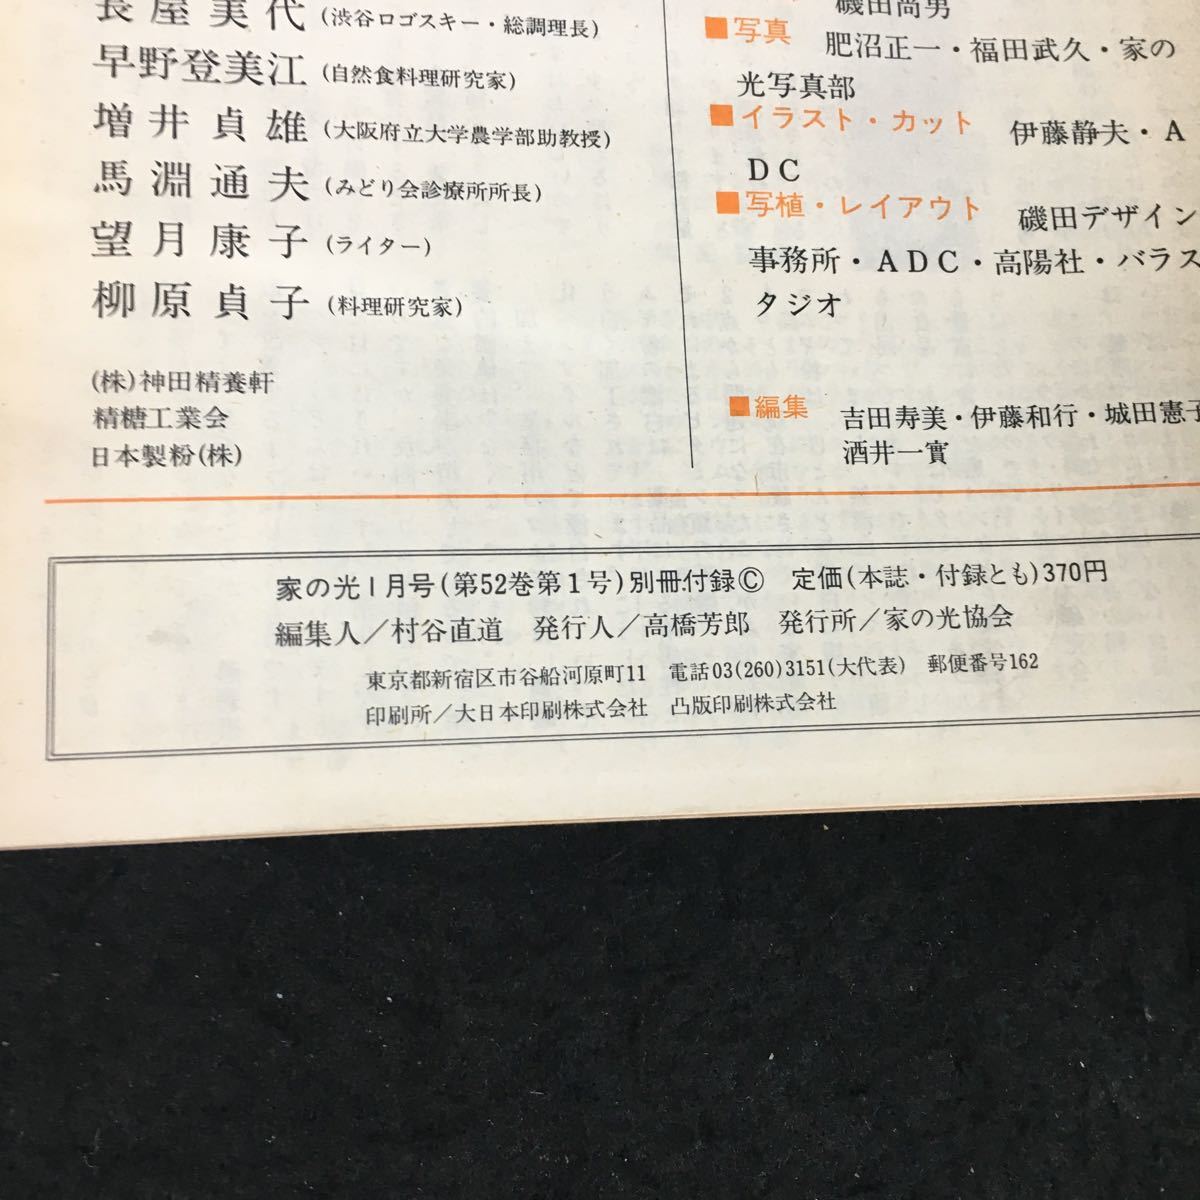 長屋美代(渋谷ロゴスキー・総調理長)
早野登美江(自然食料理研究家)
増井貞雄(大阪府立大学農学部助教授)
馬淵通夫(みどり会診療所所長)
望月康子(ライター)
柳原貞子(料理研究家)
(株)神田精養軒
精糖工業会
日本製粉(株)
磯田尚男
■写真 肥沼正一・福田武久・家の
光写真部
■イラスト・カット 伊藤静夫・A
DC
■写植・レイアウト 磯田デザイン
事務所・ADC・高陽社・バラス
タジオ
■編集 吉田寿美・伊藤和行・城田憲子
酒井一實
家の光1月号(第52巻第1号)別冊付録Ⓒ 定価(本誌・付録とも)370円
編集人/村谷直道 発行人/高橋芳郎 発行所/家の光協会
東京都新宿区市谷船河原町11 電話03(260)3151(大代表) 郵便番号162
印刷所/大日本印刷株式会社 凸版印刷株式会社